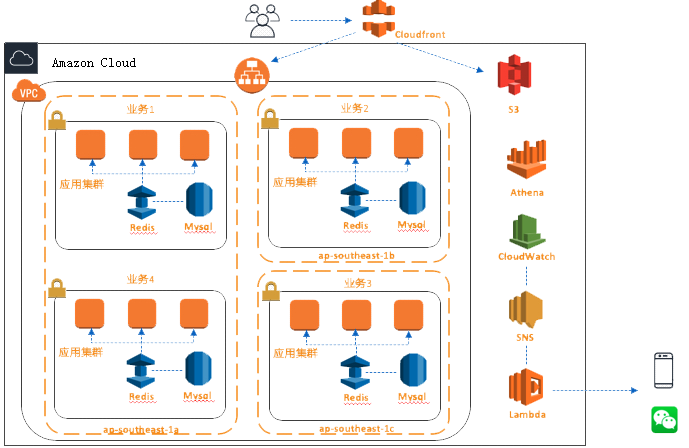 Cloudfront
Amazon Cloud
VPC
S3
业务1
业务2
应用集群
Redis
Mysql
应用集群
Redis
Mysql
ap-southeast-1b
Athena
CloudWatch
业务4
业务3
应用集群
Redis
Mysql
ap-southeast-1a
应用集群
Redis
Mysql
ap-southeast-1c
SNS
Lambda